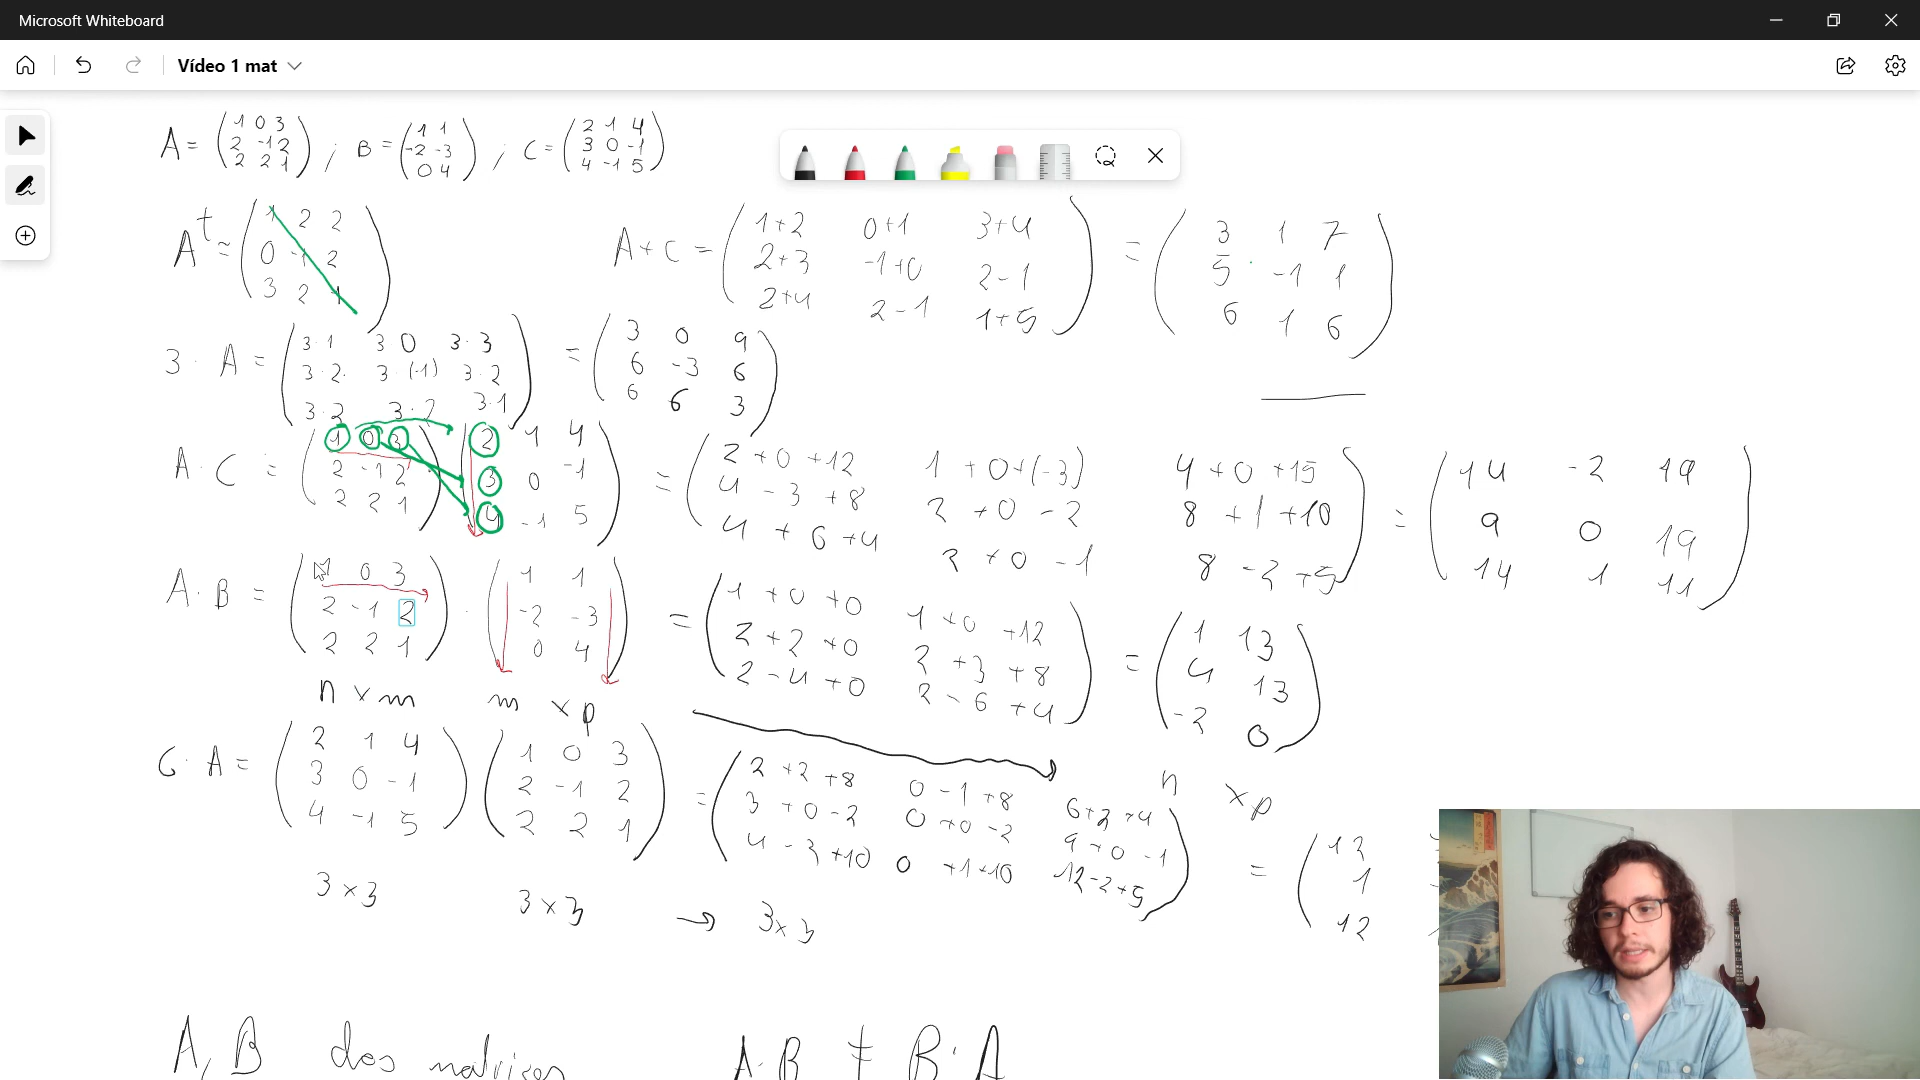 Microsoft Whiteboard
Vídeo 1 mat
A = ( 1 0 3 ; B = ( 1 1 ; C = ( 2 1 4
2 -1 2 -2 -3 3 0 -1
2 2 1 ) 0 4 ) 4 -1 5 )
A^t = ( 1 2 2
0 -1 2
3 2 1 )
A + C = ( 1+2 0+1 3+4
2+3 -1+0 2-1
2+4 2-1 1+5 )
= ( 3 1 7
5 -1 1
6 1 6 )
3 · A = ( 3·1 3·0 3·3
3·2 3·(-1) 3·2
3·2 3·2 3·1 )
= ( 3 0 9
6 -3 6
6 6 3 )
A · C = ( 1 0 3
2 -1 2
2 2 1 )
· ( 2 1 4
3 0 -1
4 -1 5 )
= ( 2+0+12 1+0+(-3) 4+0+15
4-3+8 2+0-2 8+1+10
4+6+4 2+0-1 8-2+5 )
= ( 14 -2 19
9 0 19
14 1 11 )
A · B = ( 0 3
2 -1 2
2 2 1 )
· ( 1 1
-2 -3
0 4 )
= ( 1+0+0 1+0+12
2+2+0 2+3+8
2-4+0 2-6+4 )
= ( 1 13
4 13
-2 0 )
n x m m x p n x p
C · A = ( 2 1 4
3 0 -1
4 -1 5 )
( 1 0 3
2 -1 2
2 2 1 )
= ( 2+2+8 0-1+8 6+2+4
3+0-2 0+0-2 9+0-1
4-2+10 0+1+10 12-2+5 )
= ( 12
1
12
3 x 3 3 x 3 → 3 x 3
A, B dos matrices A·B ≠ B·A